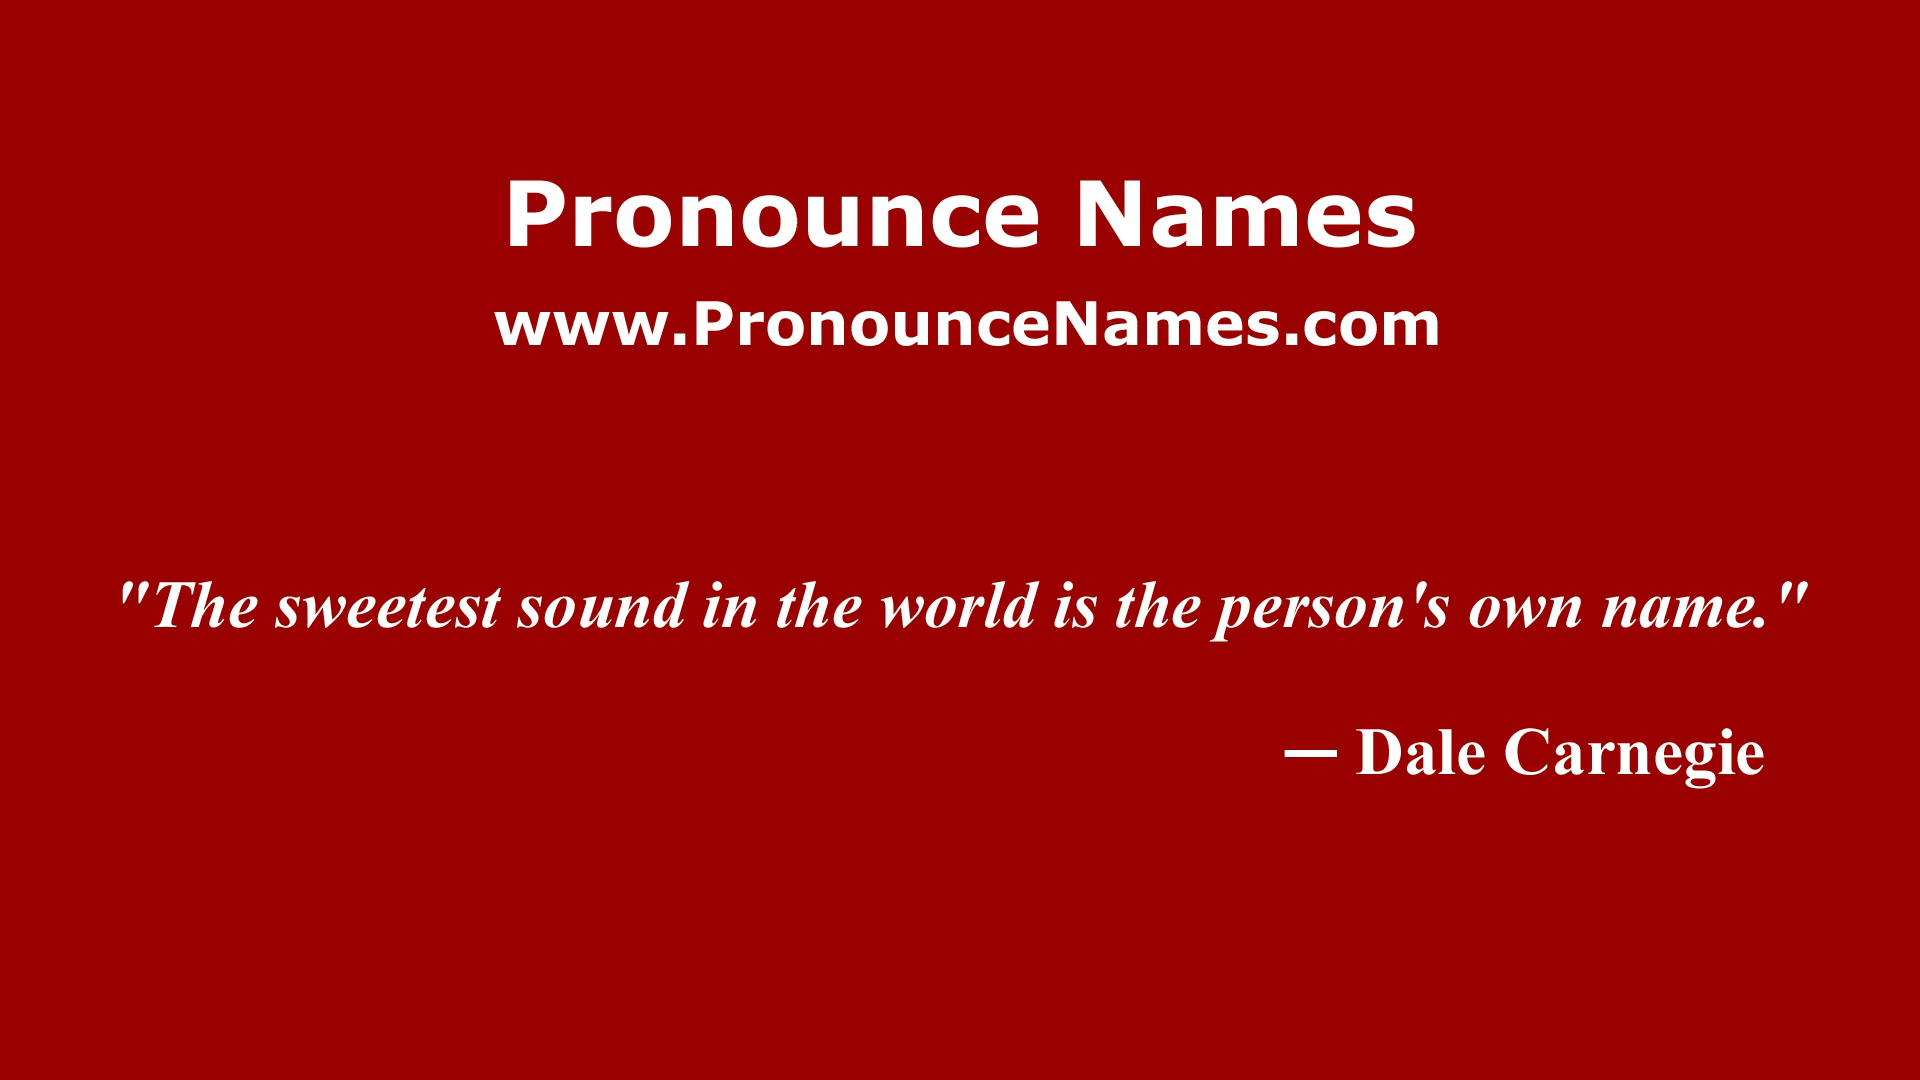 Pronounce Names
www.PronounceNames.com
"The sweetest sound in the world is the person's own name."
— Dale Carnegie